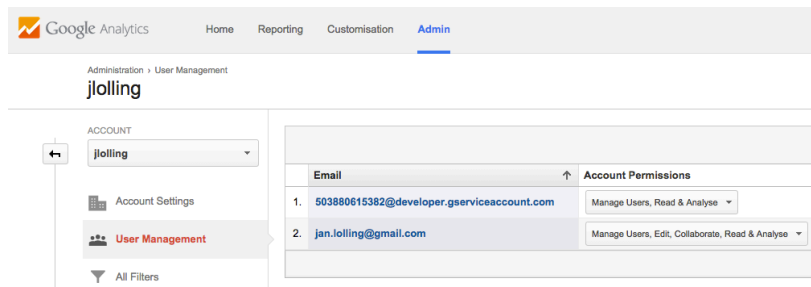 Google Analytics Home Reporting Customisation Admin
Administration › User Management
jlolling
ACCOUNT
jlolling
Account Settings
User Management
All Filters
Email Account Permissions
1. 503880615382@developer.gserviceaccount.com Manage Users, Read & Analyse
2. jan.lolling@gmail.com Manage Users, Edit, Collaborate, Read & Analyse